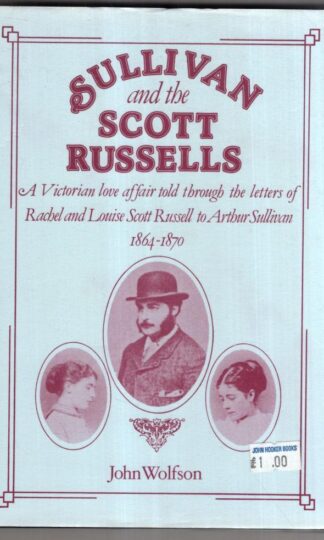 SULLIVAN
and the
SCOTT
RUSSELLS
A Victorian love affair told through the letters of
Rachel and Louise Scott Russell to Arthur Sullivan
1864-1870
JOHN HOOKER BOOKS
£1 .00
John Wolfson